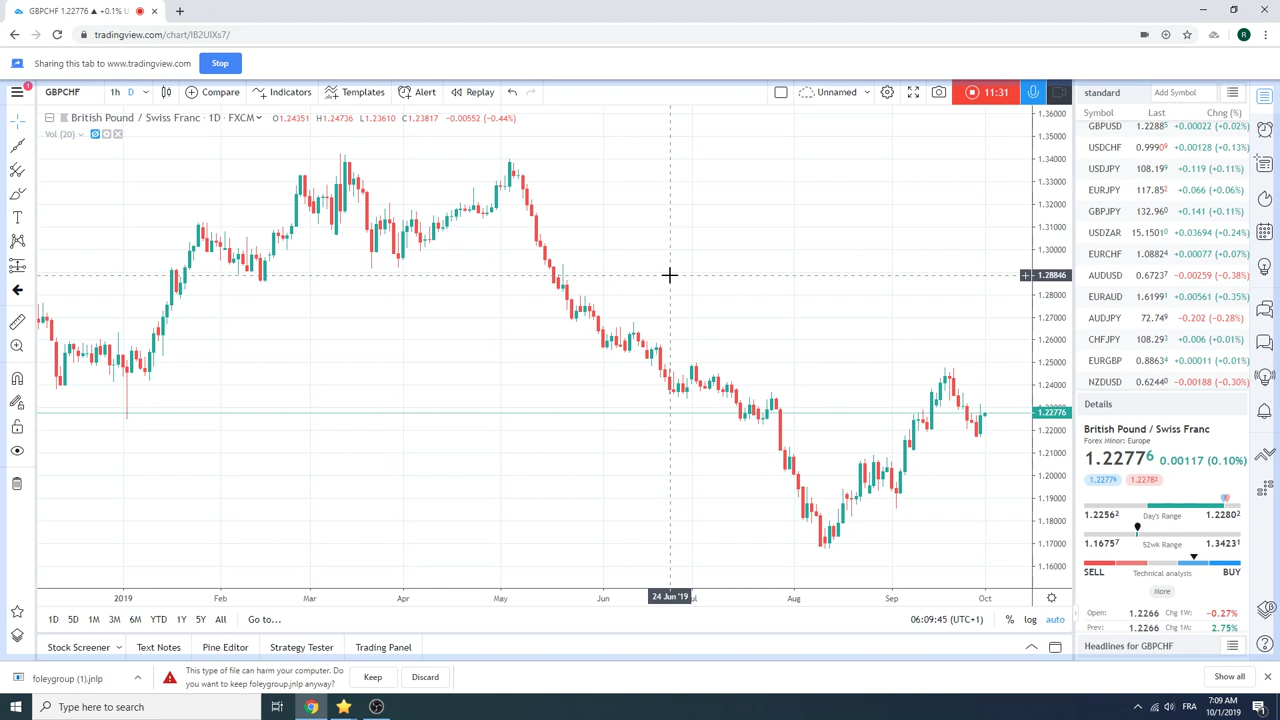 GBPCHF 1.22776 ▲ +0.1% U
tradingview.com/chart/IB2UIXs7/
Sharing this tab to www.tradingview.com Stop
GBPCHF 1h D Compare Indicators Templates Alert Replay Unnamed 11:31
British Pound / Swiss Franc · 1D · FXCM O1.24351 H1.24736 L1.23610 C1.23817 −0.00552 (−0.44%)
Vol (20)
1.36000
1.35000
1.34000
1.33000
1.32000
1.31000
1.30000
1.28846
1.28000
1.27000
1.26000
1.25000
1.24000
1.22776
1.22000
1.21000
1.20000
1.19000
1.18000
1.17000
1.16000
2019 Feb Mar Apr May Jun 24 Jun '19 Aug Sep Oct
1D 5D 1M 3M 6M YTD 1Y 5Y All Go to... 06:09:45 (UTC+1) % log auto
Stock Screener Text Notes Pine Editor Strategy Tester Trading Panel
standard Add Symbol
Symbol Last Chng (%)
GBPUSD 1.2288⁵ +0.00022 (+0.02%)
USDCHF 0.9990⁹ +0.00128 (+0.13%)
USDJPY 108.19⁹ +0.119 (+0.11%)
EURJPY 117.85² +0.066 (+0.06%)
GBPJPY 132.96⁰ +0.141 (+0.11%)
USDZAR 15.1501⁰ +0.03694 (+0.24%)
EURCHF 1.0882⁴ +0.00077 (+0.07%)
AUDUSD 0.6723⁷ −0.00259 (−0.38%)
EURAUD 1.6199¹ +0.00561 (+0.35%)
AUDJPY 72.74⁹ −0.202 (−0.28%)
CHFJPY 108.29³ +0.006 (+0.01%)
EURGBP 0.8863⁴ +0.00011 (+0.01%)
NZDUSD 0.6244⁰ −0.00188 (−0.30%)
Details
British Pound / Swiss Franc
Forex Minor: Europe
1.2277⁶ 0.00117 (0.10%)
1.2277⁶ 1.2278²
1.2256² Day's Range 1.2280²
1.1675⁷ 52wk Range 1.3423¹
SELL Technical analysis BUY
More
Open: 1.2266 Chg 1W: −0.27%
Prev: 1.2266 Chg 1M: 2.75%
Headlines for GBPCHF
foleygroup (1).jnlp
This type of file can harm your computer. Do
you want to keep foleygroup.jnlp anyway?
Keep Discard Show all
Type here to search
FRA
7:09 AM
10/1/2019